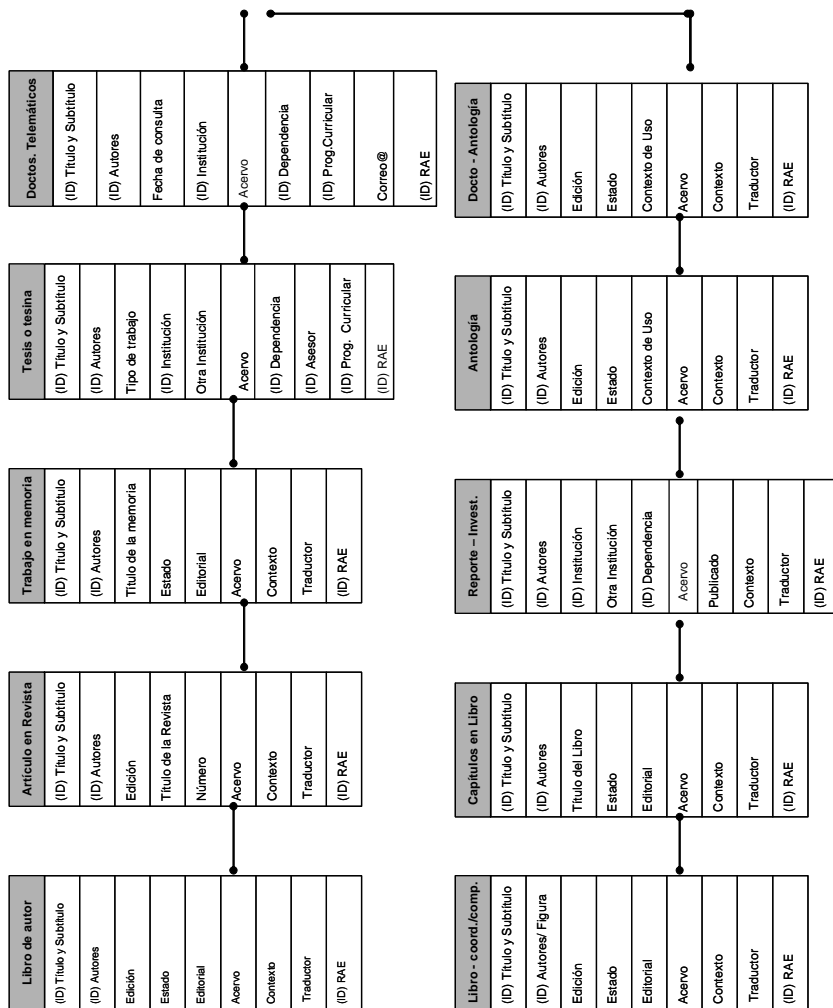 Libro de autor
(ID) Título y Subtítulo
(ID) Autores
Edición
Estado
Editorial
Acervo
Contexto
Traductor
(ID) RAE
Artículo en Revista
(ID) Título y Subtítulo
(ID) Autores
Edición
Título de la Revista
Número
Acervo
Contexto
Traductor
(ID) RAE
Trabajo en memoria
(ID) Título y Subtítulo
(ID) Autores
Título de la memoria
Estado
Editorial
Acervo
Contexto
Traductor
(ID) RAE
Tesis o tesina
(ID) Título y Subtítulo
(ID) Autores
Tipo de trabajo
(ID) Institución
Otra Institución
Acervo
(ID) Dependencia
(ID) Asesor
(ID) Prog. Curricular
(ID) RAE
Doctos. Telemáticos
(ID) Título y Subtítulo
(ID) Autores
Fecha de consulta
(ID) Institución
Acervo
(ID) Dependencia
(ID) Prog.Curricular
Correo@
(ID) RAE
Libro - coord./comp.
(ID) Título y Subtítulo
(ID) Autores/ Figura
Edición
Estado
Editorial
Acervo
Contexto
Traductor
(ID) RAE
Capítulos en Libro
(ID) Título y Subtítulo
(ID) Autores
Título del Libro
Estado
Editorial
Acervo
Contexto
Traductor
(ID) RAE
Reporte – Invest.
(ID) Título y Subtítulo
(ID) Autores
(ID) Institución
Otra Institución
(ID) Dependencia
Acervo
Publicado
Contexto
Traductor
(ID) RAE
Antología
(ID) Título y Subtítulo
(ID) Autores
Edición
Estado
Contexto de Uso
Acervo
Contexto
Traductor
(ID) RAE
Docto - Antología
(ID) Título y Subtítulo
(ID) Autores
Edición
Estado
Contexto de Uso
Acervo
Contexto
Traductor
(ID) RAE